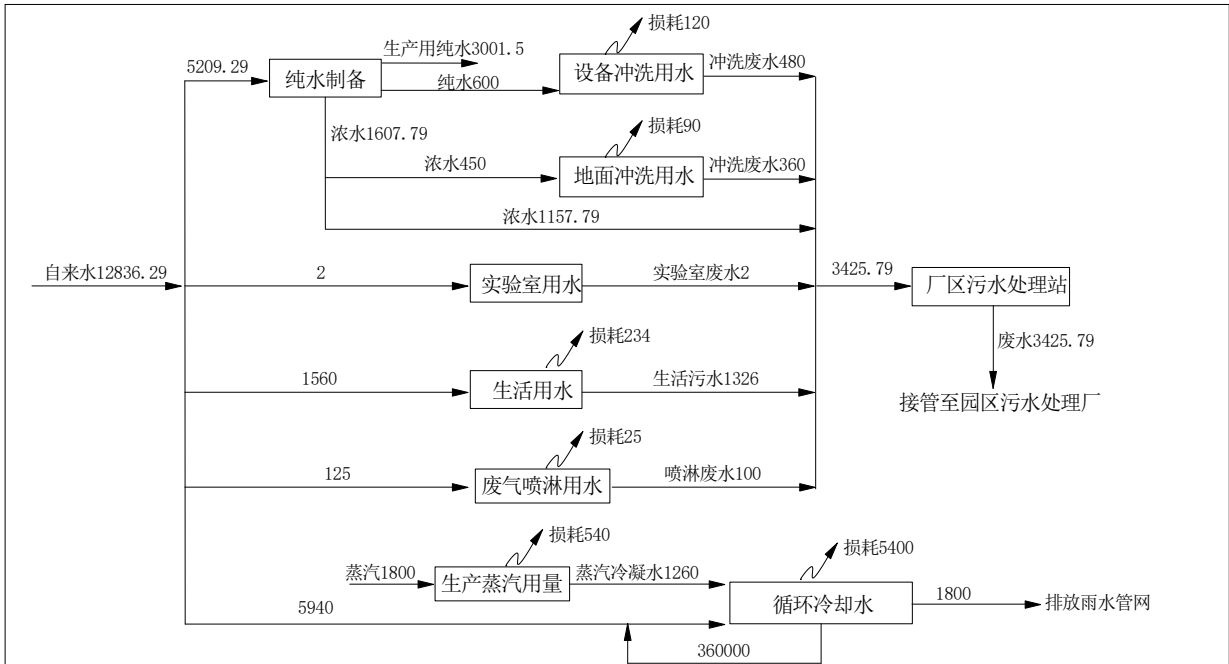 损耗120
生产用纯水3001.5
5209.29
纯水制备
设备冲洗用水
冲洗废水480
纯水600
浓水1607.79
损耗90
浓水450
地面冲洗用水
冲洗废水360
浓水1157.79
自来水12836.29
2
实验室用水
实验室废水2
3425.79
厂区污水处理站
损耗234
废水3425.79
1560
生活用水
生活污水1326
接管至园区污水处理厂
损耗25
125
废气喷淋用水
喷淋废水100
损耗540
损耗5400
蒸汽1800
生产蒸汽用量
蒸汽冷凝水1260
循环冷却水
1800
排放雨水管网
5940
360000